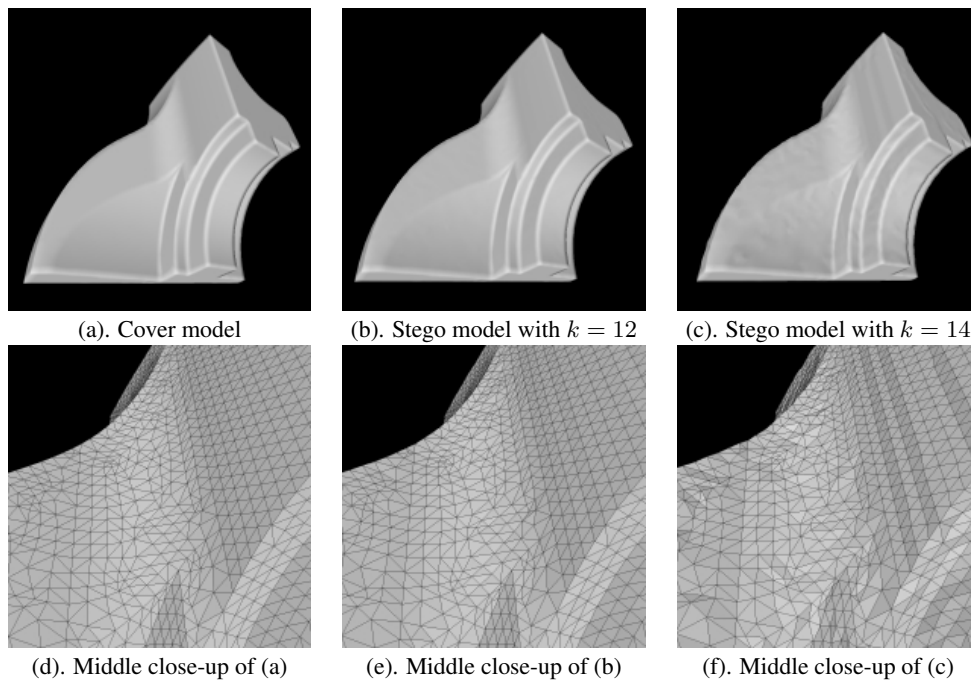 (a). Cover model
(b). Stego model with k = 12
(c). Stego model with k = 14
(d). Middle close-up of (a)
(e). Middle close-up of (b)
(f). Middle close-up of (c)